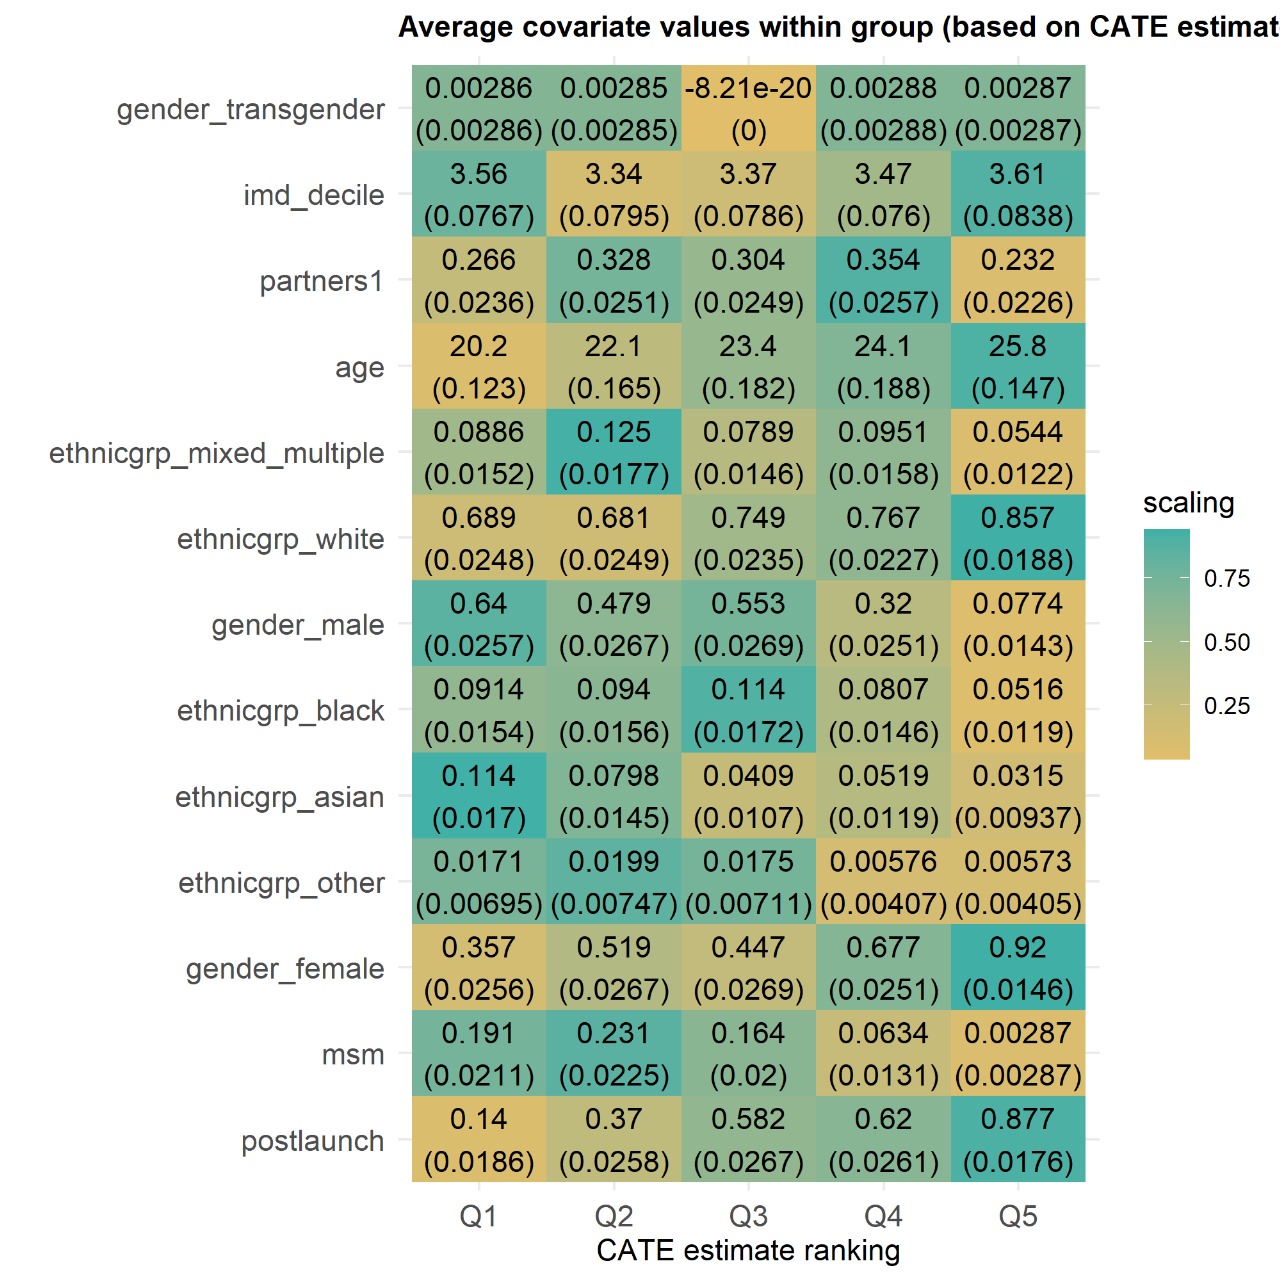 Average covariate values within group (based on CATE estimat
gender_transgender
0.00286 0.00285 -8.21e-20 0.00288 0.00287
(0.00286) (0.00285) (0) (0.00288) (0.00287)
imd_decile
3.56 3.34 3.37 3.47 3.61
(0.0767) (0.0795) (0.0786) (0.076) (0.0838)
partners1
0.266 0.328 0.304 0.354 0.232
(0.0236) (0.0251) (0.0249) (0.0257) (0.0226)
age
20.2 22.1 23.4 24.1 25.8
(0.123) (0.165) (0.182) (0.188) (0.147)
ethnicgrp_mixed_multiple
0.0886 0.125 0.0789 0.0951 0.0544
(0.0152) (0.0177) (0.0146) (0.0158) (0.0122)
ethnicgrp_white
0.689 0.681 0.749 0.767 0.857
(0.0248) (0.0249) (0.0235) (0.0227) (0.0188)
gender_male
0.64 0.479 0.553 0.32 0.0774
(0.0257) (0.0267) (0.0269) (0.0251) (0.0143)
ethnicgrp_black
0.0914 0.094 0.114 0.0807 0.0516
(0.0154) (0.0156) (0.0172) (0.0146) (0.0119)
ethnicgrp_asian
0.114 0.0798 0.0409 0.0519 0.0315
(0.017) (0.0145) (0.0107) (0.0119) (0.00937)
ethnicgrp_other
0.0171 0.0199 0.0175 0.00576 0.00573
(0.00695) (0.00747) (0.00711) (0.00407) (0.00405)
gender_female
0.357 0.519 0.447 0.677 0.92
(0.0256) (0.0267) (0.0269) (0.0251) (0.0146)
msm
0.191 0.231 0.164 0.0634 0.00287
(0.0211) (0.0225) (0.02) (0.0131) (0.00287)
postlaunch
0.14 0.37 0.582 0.62 0.877
(0.0186) (0.0258) (0.0267) (0.0261) (0.0176)
Q1 Q2 Q3 Q4 Q5
CATE estimate ranking
scaling
0.75
0.50
0.25